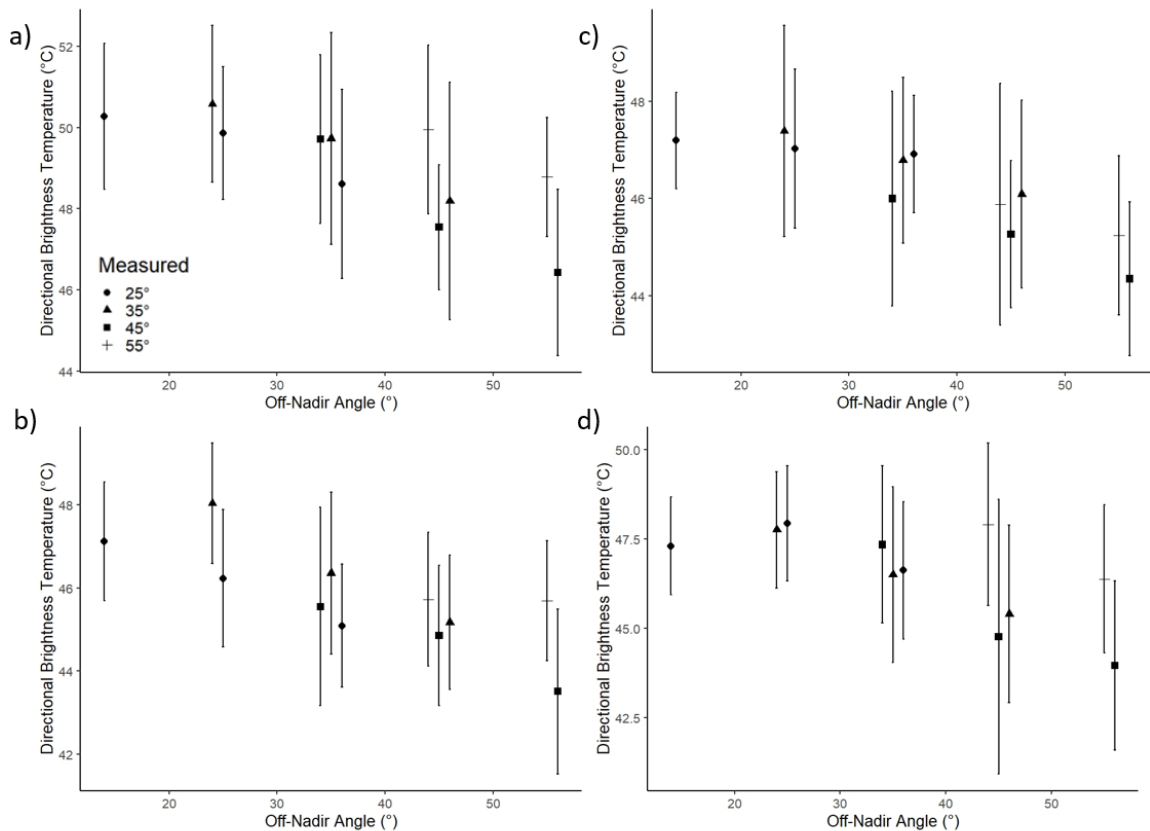 a)
Directional Brightness Temperature (°C)
52
50
48
46
44
Measured
25°
35°
45°
55°
20
30
40
50
Off-Nadir Angle (°)
c)
Directional Brightness Temperature (°C)
48
46
44
20
30
40
50
Off-Nadir Angle (°)
b)
Directional Brightness Temperature (°C)
48
46
44
42
20
30
40
50
Off-Nadir Angle (°)
d)
Directional Brightness Temperature (°C)
50.0
47.5
45.0
42.5
20
30
40
50
Off-Nadir Angle (°)